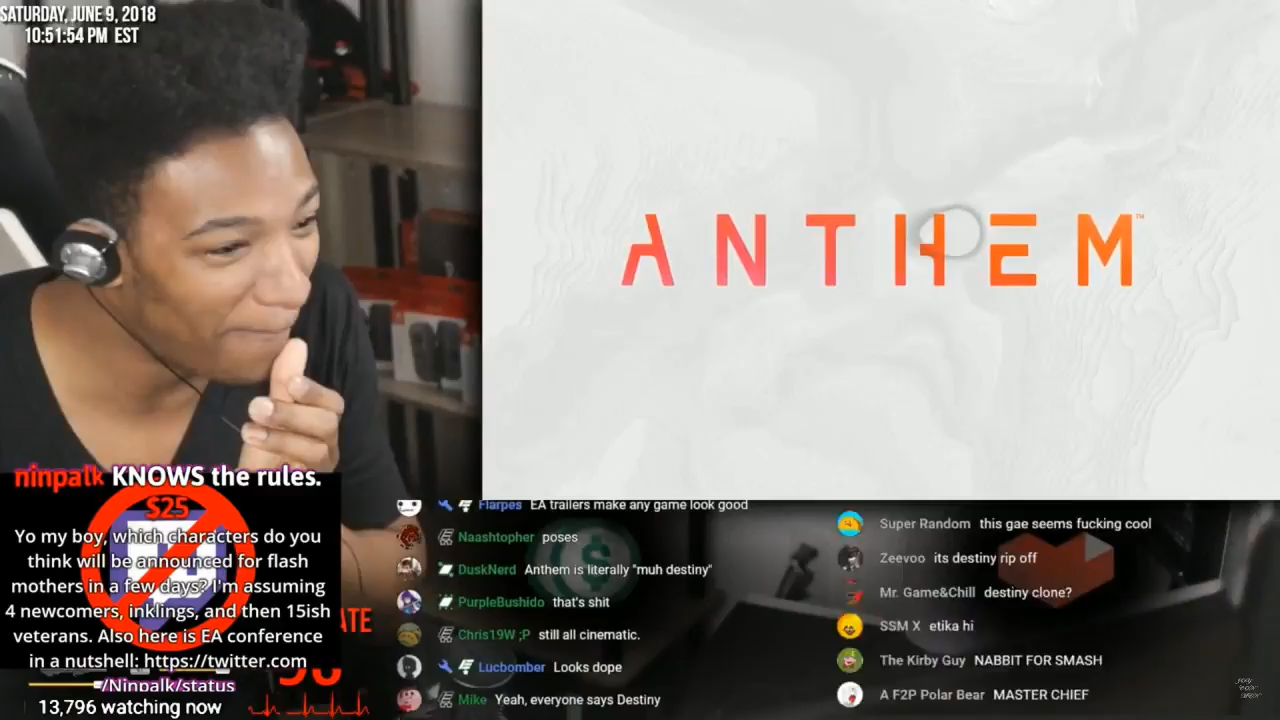 SATURDAY, JUNE 9, 2018
10:51:54 PM EST
ANTHEM™
ninpalk KNOWS the rules.
$25
Yo my boy, which characters do you
think will be announced for flash
mothers in a few days? I'm assuming
4 newcomers, inklings, and then 15ish
veterans. Also here is EA conference
in a nutshell: https://twitter.com
/Ninpalk/status
13,796 watching now
Flarpes EA trailers make any game look good
Naashtopher poses
DuskNerd Anthem is literally "muh destiny"
PurpleBushido that's shit
Chris19W ;P still all cinematic.
Lucbomber Looks dope
Mike Yeah, everyone says Destiny
Super Random this gae seems fucking cool
Zeevoo its destiny rip off
Mr. Game&Chill destiny clone?
SSM X etika hi
The Kirby Guy NABBIT FOR SMASH
A F2P Polar Bear MASTER CHIEF